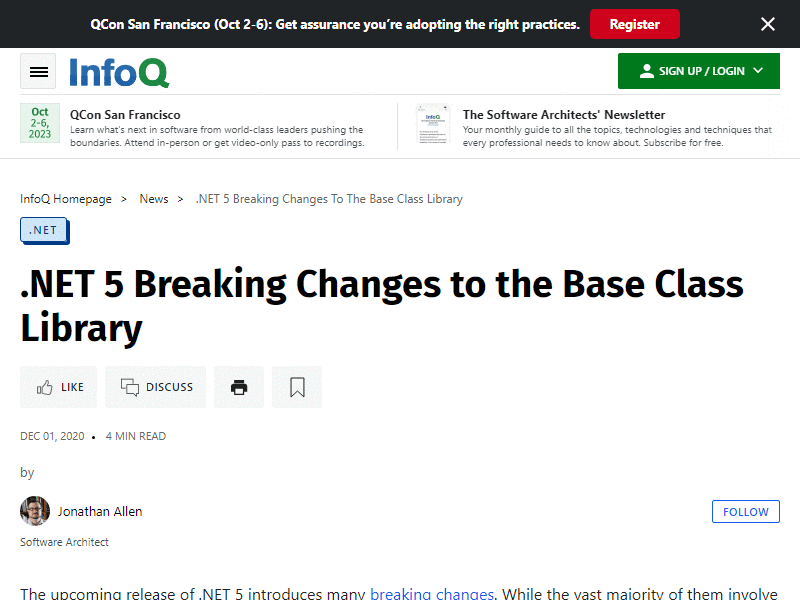 QCon San Francisco (Oct 2-6): Get assurance you’re adopting the right practices.
Register
InfoQ
SIGN UP / LOGIN
Oct
2-6,
2023
QCon San Francisco
Learn what's next in software from world-class leaders pushing the
boundaries. Attend in-person or get video-only pass to recordings.
The Software Architects' Newsletter
Your monthly guide to all the topics, technologies and techniques that
every professional needs to know about. Subscribe for free.
InfoQ Homepage > News > .NET 5 Breaking Changes To The Base Class Library
.NET
.NET 5 Breaking Changes to the Base Class
Library
LIKE
DISCUSS
DEC 01, 2020 • 4 MIN READ
by
Jonathan Allen
FOLLOW
Software Architect
The upcoming release of .NET 5 introduces many breaking changes. While the vast majority of them involve